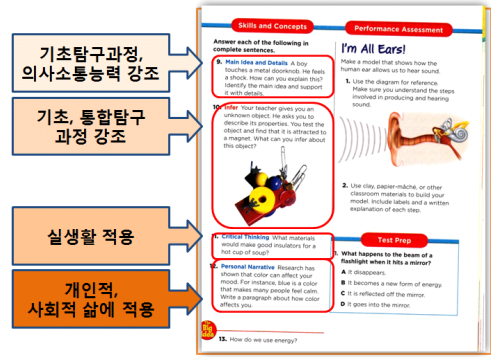 기초탐구과정,
의사소통능력 강조
기초, 통합탐구
과정 강조
실생활 적용
개인적,
사회적 삶에 적용
Skills and Concepts
Answer each of the following in
complete sentences.
9. Main Idea and Details A boy
touches a metal doorknob. He feels
a shock. How can you explain this?
Identify the main idea and support
it with details.
10. Infer Your teacher gives you an
unknown object. He asks you to
describe its properties. You test the
object and find that it is attracted to
a magnet. What can you infer about
this object?
11. Critical Thinking What materials
would make good insulators for a
hot cup of soup?
12. Personal Narrative Research has
shown that color can affect your
mood. For instance, blue is a color
that makes many people feel calm.
Write a paragraph about how color
affects you.
The Big Idea
13. How do we use energy?
Performance Assessment
I'm All Ears!
Make a model that shows how the
human ear allows us to hear sound.
1. Use the diagram for reference.
Make sure you understand the steps
involved in producing and hearing
sound.
2. Use clay, papier-mâché, or other
classroom materials to build your
model. Include labels and a written
explanation of each step.
Test Prep
1. What happens to the beam of a
flashlight when it hits a mirror?
A It disappears.
B It becomes a new form of energy.
C It is reflected off the mirror.
D It goes into the mirror.